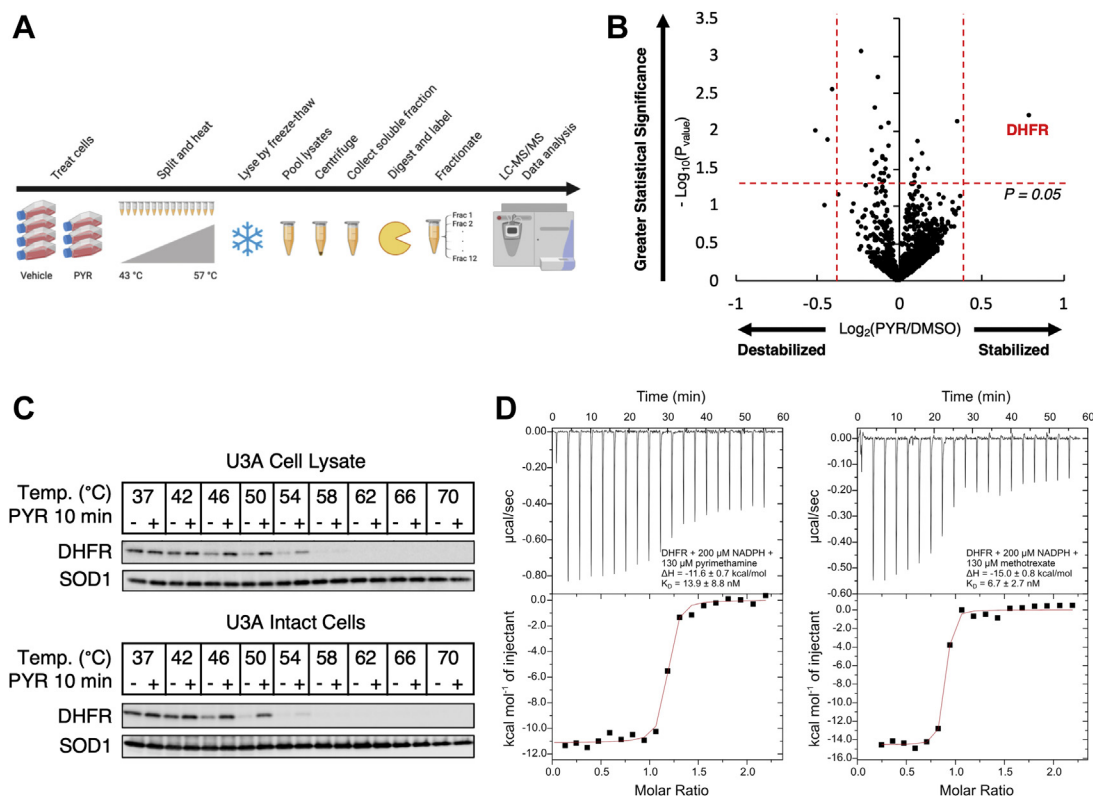 A
Treat cells
Split and heat
Lyse by freeze-thaw
Pool lysates
Centrifuge
Collect soluble fraction
Digest and label
Fractionate
LC-MS/MS
Data analysis
Frac 1
Frac 2
.
.
.
Frac 12
Vehicle
PYR
43 °C
57 °C
B
Greater Statistical Significance
- Log10(Pvalue)
3.5
3
2.5
2
1.5
1
0.5
0
DHFR
P = 0.05
-1
-0.5
0
0.5
1
Log2(PYR/DMSO)
Destabilized
Stabilized
C
U3A Cell Lysate
Temp. (°C) 37 42 46 50 54 58 62 66 70
PYR 10 min - + - + - + - + - + - + - + - + - +
DHFR
SOD1
U3A Intact Cells
Temp. (°C) 37 42 46 50 54 58 62 66 70
PYR 10 min - + - + - + - + - + - + - + - + - +
DHFR
SOD1
D
Time (min)
0 10 20 30 40 50 60
0.00
-0.20
-0.40
-0.60
-0.80
µcal/sec
DHFR + 200 µM NADPH +
130 µM pyrimethamine
ΔH = -11.6 ± 0.7 kcal/mol
KD = 13.9 ± 8.8 nM
0.0
-2.0
-4.0
-6.0
-8.0
-10.0
-12.0
kcal mol-1 of injectant
0.0 0.5 1.0 1.5 2.0
Molar Ratio
Time (min)
0 10 20 30 40 50 60
0.00
-0.10
-0.20
-0.30
-0.40
-0.50
-0.60
µcal/sec
DHFR + 200 µM NADPH +
130 µM methotrexate
ΔH = -15.0 ± 0.8 kcal/mol
KD = 6.7 ± 2.7 nM
0.0
-2.0
-4.0
-6.0
-8.0
-10.0
-12.0
-14.0
-16.0
kcal mol-1 of injectant
0.0 0.5 1.0 1.5 2.0
Molar Ratio